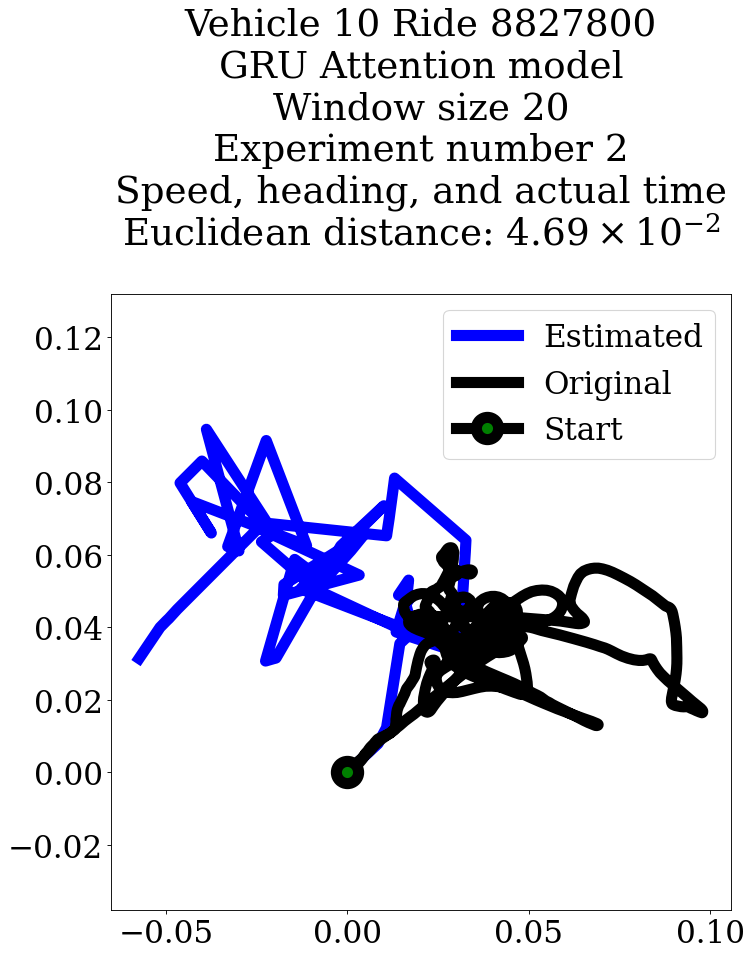 Vehicle 10 Ride 8827800
GRU Attention model
Window size 20
Experiment number 2
Speed, heading, and actual time
Euclidean distance: 4.69 × 10⁻²
Estimated
Original
Start
0.12
0.10
0.08
0.06
0.04
0.02
0.00
−0.02
−0.05 0.00 0.05 0.10